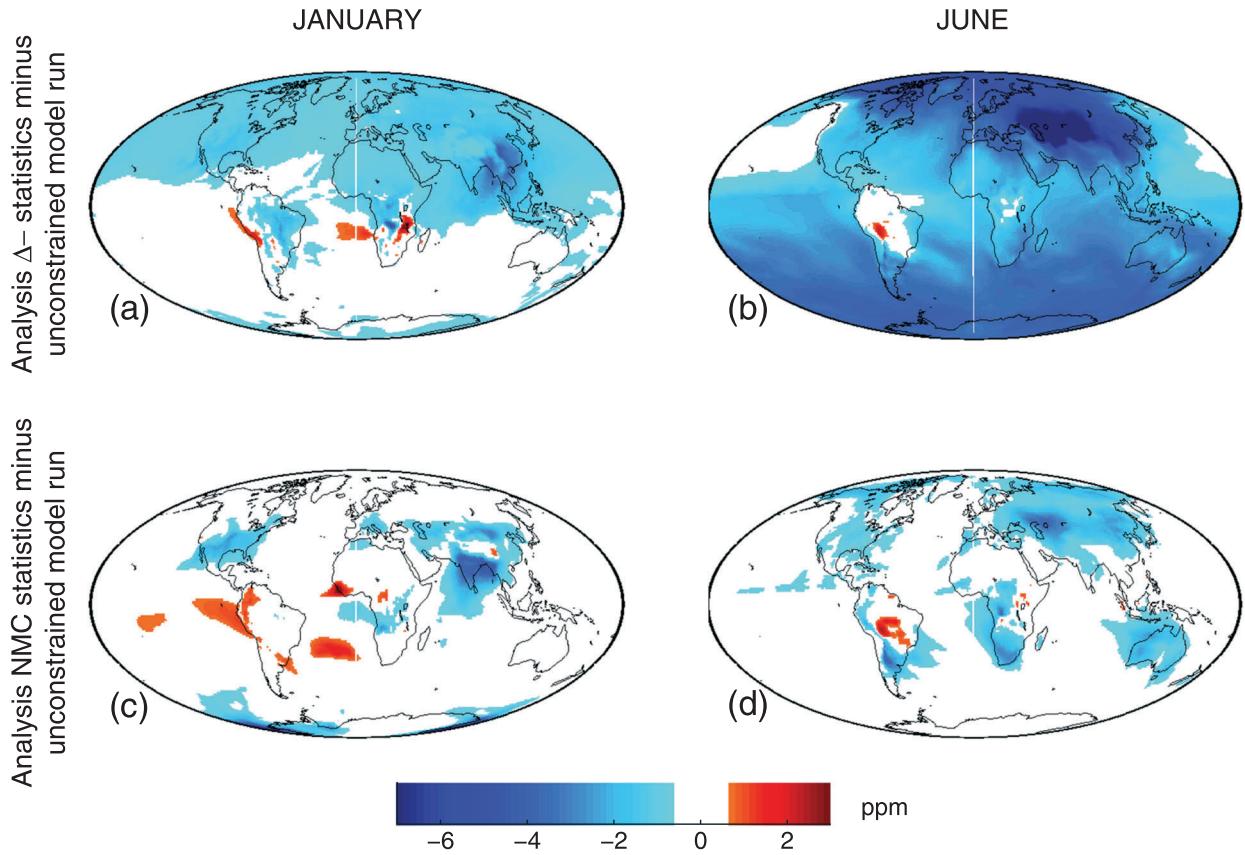 JANUARY
JUNE
Analysis Δ– statistics minus
unconstrained model run
(a)
(b)
Analysis NMC statistics minus
unconstrained model run
(c)
(d)
ppm
−6 −4 −2 0 2